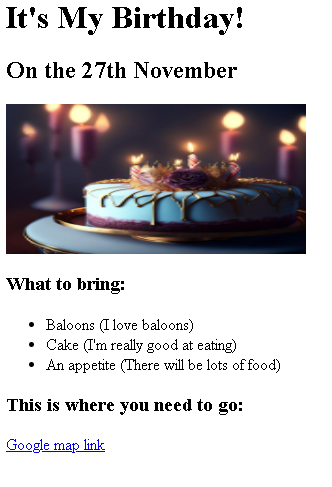 It's My Birthday!
On the 27th November
What to bring:
Baloons (I love baloons)
Cake (I'm really good at eating)
An appetite (There will be lots of food)
This is where you need to go:
Google map link